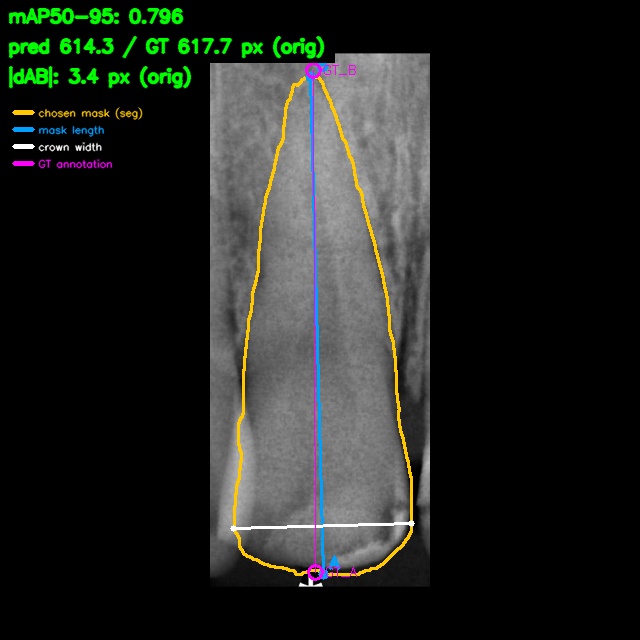 mAP50-95: 0.796
pred 614.3 / GT 617.7 px (orig)
|dAB|: 3.4 px (orig)
chosen mask (seg)
mask length
crown width
GT annotation
GT_B
A
GT_A